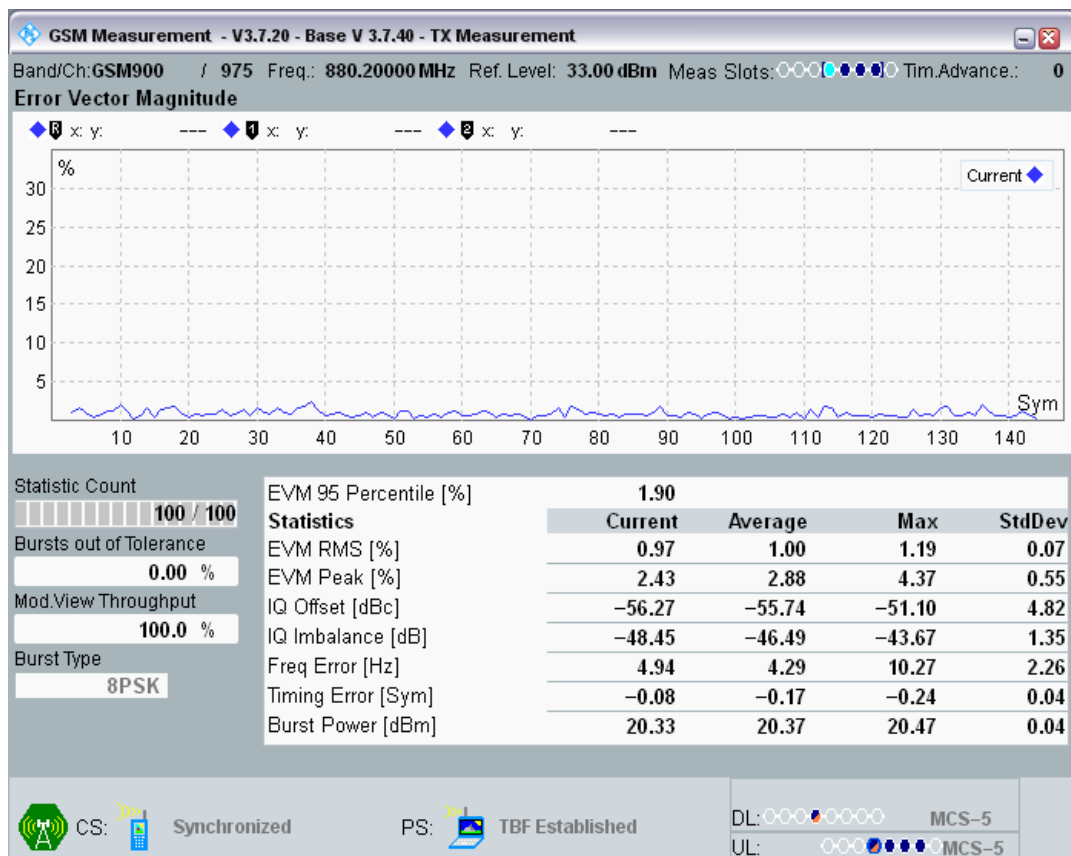 GSM Measurement - V3.7.20 - Base V 3.7.40 - TX Measurement
Band/Ch:GSM900 / 975 Freq.: 880.20000 MHz Ref. Level: 33.00 dBm Meas Slots: Tim.Advance.: 0
Error Vector Magnitude
R x: y: --- 1 x: y: --- 2 x: y: ---
%
Current
30
25
20
15
10
5
Sym
10 20 30 40 50 60 70 80 90 100 110 120 130 140
Statistic Count
100 / 100
Bursts out of Tolerance
0.00 %
Mod.View Throughput
100.0 %
Burst Type
8PSK
EVM 95 Percentile [%] 1.90
Statistics Current Average Max StdDev
EVM RMS [%] 0.97 1.00 1.19 0.07
EVM Peak [%] 2.43 2.88 4.37 0.55
IQ Offset [dBc] −56.27 −55.74 −51.10 4.82
IQ Imbalance [dB] −48.45 −46.49 −43.67 1.35
Freq Error [Hz] 4.94 4.29 10.27 2.26
Timing Error [Sym] −0.08 −0.17 −0.24 0.04
Burst Power [dBm] 20.33 20.37 20.47 0.04
CS: Synchronized PS: TBF Established
DL: MCS−5
UL: MCS−5